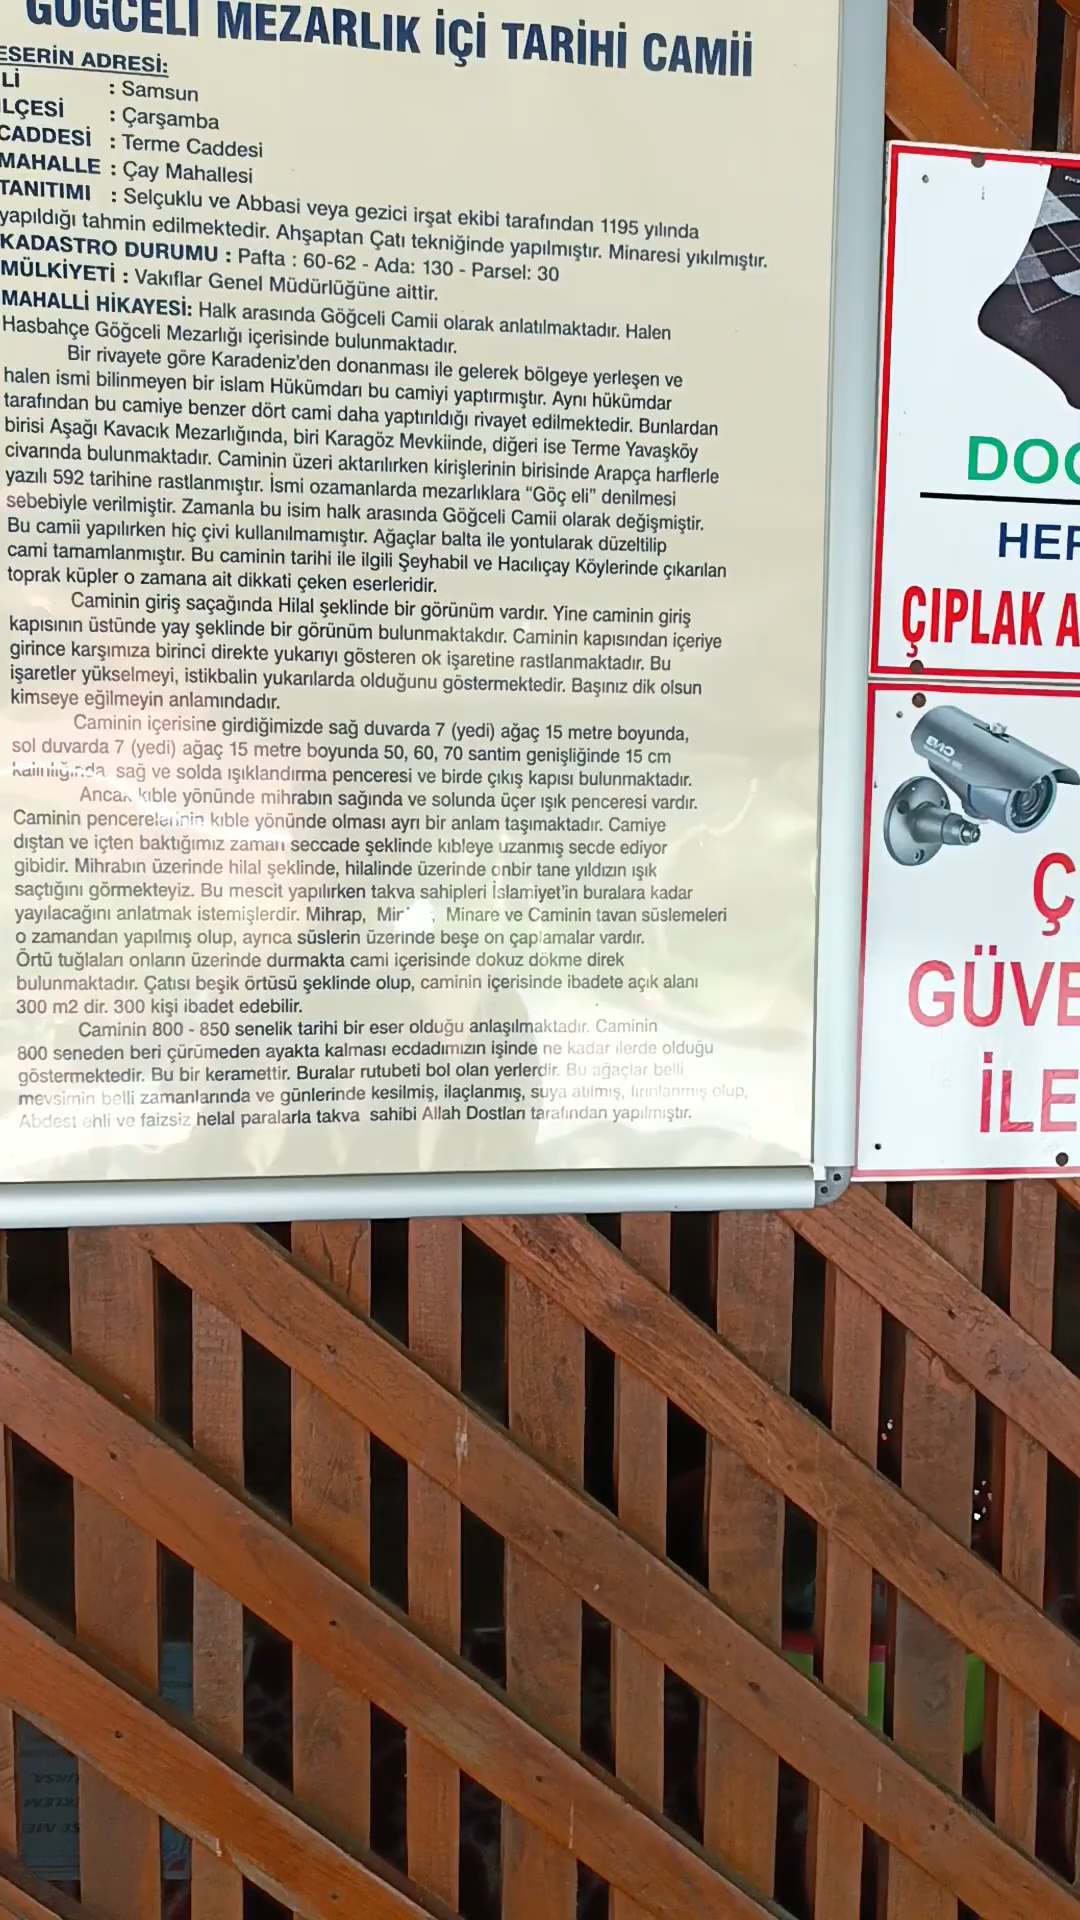 GÖĞCELİ MEZARLIK İÇİ TARİHİ CAMİİ
ESERİN ADRESİ:
İLİ : Samsun
İLÇESİ : Çarşamba
CADDESİ : Terme Caddesi
MAHALLE : Çay Mahallesi
TANITIMI : Selçuklu ve Abbasi veya gezici irşat ekibi tarafından 1195 yılında
yapıldığı tahmin edilmektedir. Ahşaptan Çatı tekniğinde yapılmıştır. Minaresi yıkılmıştır.
KADASTRO DURUMU : Pafta : 60-62 - Ada: 130 - Parsel: 30
MÜLKİYETİ : Vakıflar Genel Müdürlüğüne aittir.
MAHALLİ HİKAYESİ: Halk arasında Göğceli Camii olarak anlatılmaktadır. Halen
Hasbahçe Göğceli Mezarlığı içerisinde bulunmaktadır.
Bir rivayete göre Karadeniz'den donanması ile gelerek bölgeye yerleşen ve
halen ismi bilinmeyen bir islam Hükümdarı bu camiyi yaptırmıştır. Aynı hükümdar
tarafından bu camiye benzer dört cami daha yaptırıldığı rivayet edilmektedir. Bunlardan
birisi Aşağı Kavacık Mezarlığında, biri Karagöz Mevkiinde, diğeri ise Terme Yavaşköy
civarında bulunmaktadır. Caminin üzeri aktarılırken kirişlerinin birisinde Arapça harflerle
yazılı 592 tarihine rastlanmıştır. İsmi ozamanlarda mezarlıklara "Göç eli" denilmesi
sebebiyle verilmiştir. Zamanla bu isim halk arasında Göğceli Camii olarak değişmiştir.
Bu camii yapılırken hiç çivi kullanılmamıştır. Ağaçlar balta ile yontularak düzeltilip
cami tamamlanmıştır. Bu caminin tarihi ile ilgili Şeyhabil ve Hacılıçay Köylerinde çıkarılan
toprak küpler o zamana ait dikkati çeken eserleridir.
Caminin giriş saçağında Hilal şeklinde bir görünüm vardır. Yine caminin giriş
kapısının üstünde yay şeklinde bir görünüm bulunmaktakdır. Caminin kapısından içeriye
girince karşımıza birinci direkte yukarıyı gösteren ok işaretine rastlanmaktadır. Bu
işaretler yükselmeyi, istikbalin yukarılarda olduğunu göstermektedir. Başınız dik olsun
kimseye eğilmeyin anlamındadır.
Caminin içerisine girdiğimizde sağ duvarda 7 (yedi) ağaç 15 metre boyunda,
sol duvarda 7 (yedi) ağaç 15 metre boyunda 50, 60, 70 santim genişliğinde 15 cm
kalınlığında sağ ve solda ışıklandırma penceresi ve birde çıkış kapısı bulunmaktadır.
Ancak kıble yönünde mihrabın sağında ve solunda üçer ışık penceresi vardır.
Caminin pencerelerinin kıble yönünde olması ayrı bir anlam taşımaktadır. Camiye
dıştan ve içten baktığımız zaman seccade şeklinde kıbleye uzanmış secde ediyor
gibidir. Mihrabın üzerinde hilal şeklinde, hilalinde üzerinde onbir tane yıldızın ışık
saçtığını görmekteyiz. Bu mescit yapılırken takva sahipleri İslamiyet'in buralara kadar
yayılacağını anlatmak istemişlerdir. Mihrap, Minare ve Caminin tavan süslemeleri
o zamandan yapılmış olup, ayrıca süslerin üzerinde beşe on çaplamalar vardır.
Örtü tuğlaları onların üzerinde durmakta cami içerisinde dokuz dökme direk
bulunmaktadır. Çatısı beşik örtüsü şeklinde olup, caminin içerisinde ibadete açık alanı
300 m2 dir. 300 kişi ibadet edebilir.
Caminin 800 - 850 senelik tarihi bir eser olduğu anlaşılmaktadır. Caminin
800 seneden beri çürümeden ayakta kalması ecdadımızın işinde ne kadar ilerde olduğu
göstermektedir. Bu bir keramettir. Buralar rutubeti bol olan yerlerdir. Bu ağaçlar belli
mevsimin belli zamanlarında ve günlerinde kesilmiş, ilaçlanmış, suya atılmış, fırınlanmış olup,
Abdest ehli ve faizsiz helal paralarla takva sahibi Allah Dostları tarafından yapılmıştır.
ÇIPLAK A
CNB
GÜVE
İLE